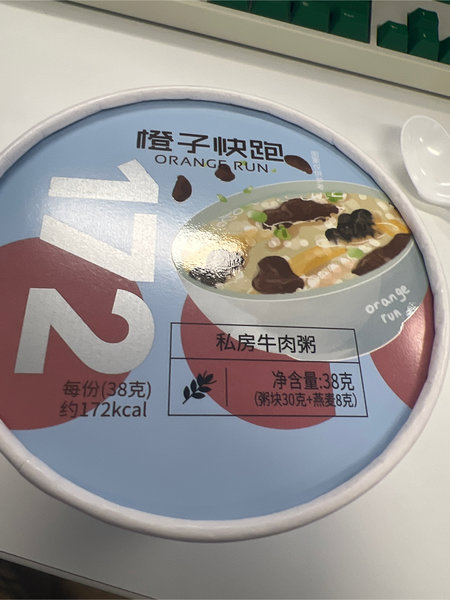 橙子快跑
ORANGE RUN
172
orange
run
私房牛肉粥
每份(38克)
约172kcal
净含量:38克
(粥块30克+燕麦8克)